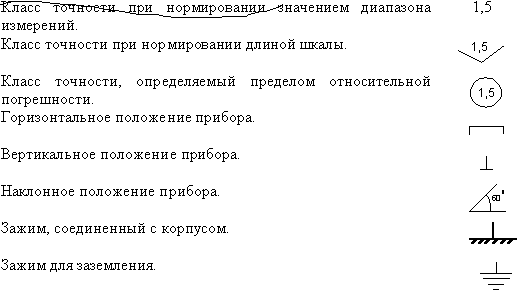 Класс точности при нормировании значением диапазона 1,5
измерений.
Класс точности при нормировании длиной шкалы. 1,5
Класс точности, определяемый пределом относительной
погрешности. 1,5
Горизонтальное положение прибора.
Вертикальное положение прибора.
Наклонное положение прибора. 60°
Зажим, соединенный с корпусом.
Зажим для заземления.